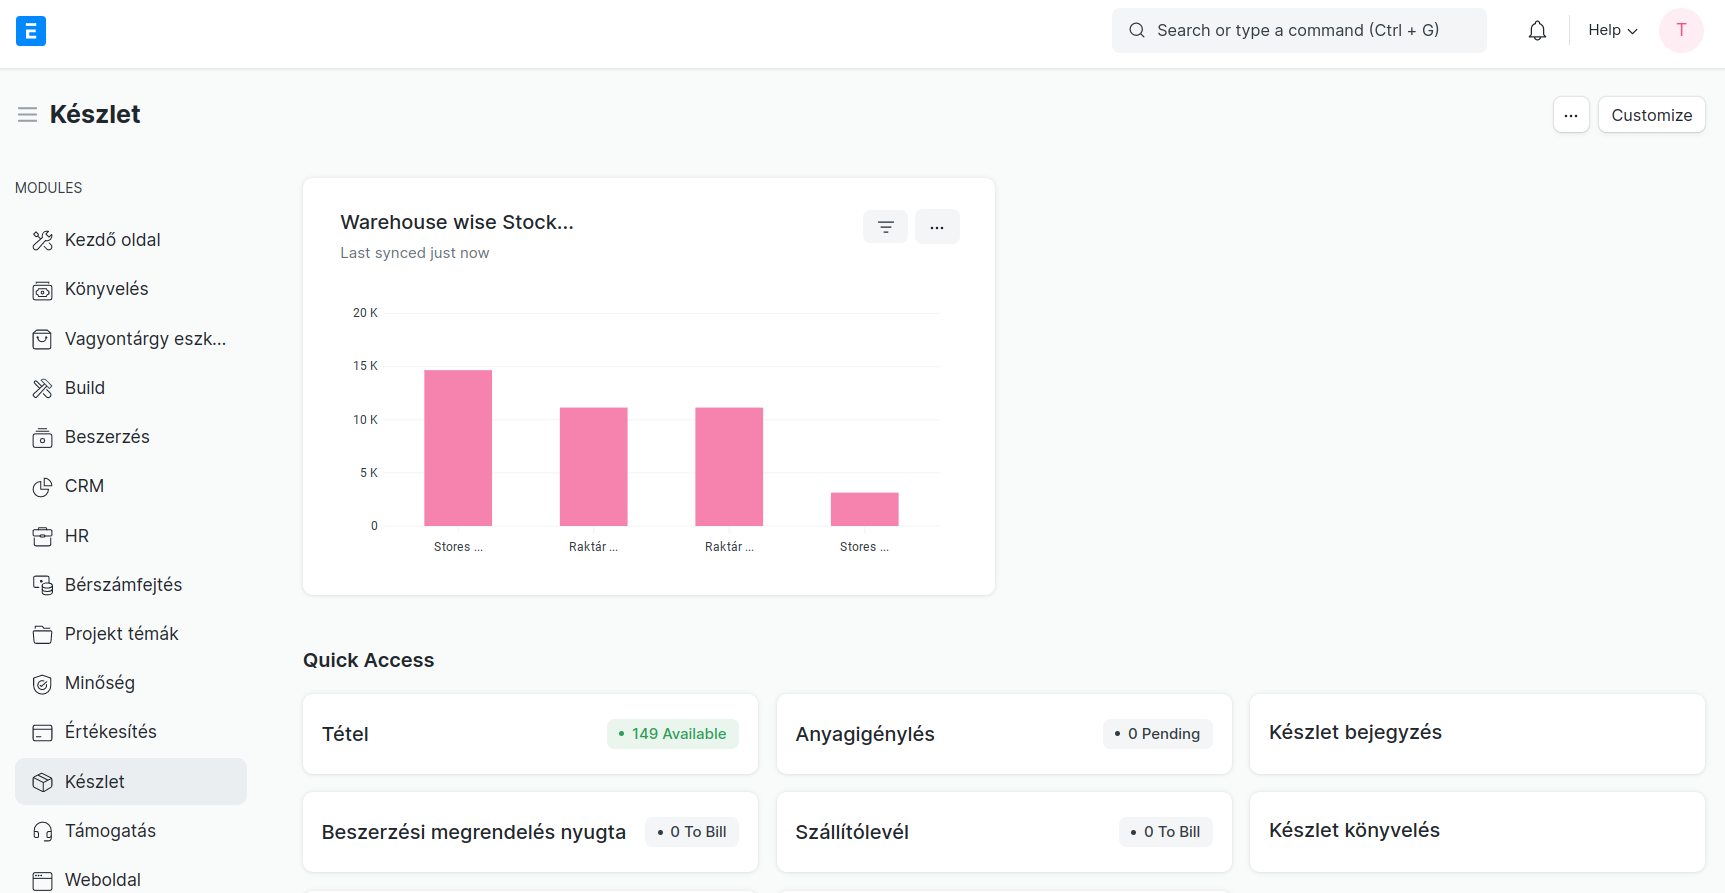 Search or type a command (Ctrl + G)
Help
T
Készlet
...
Customize
MODULES
Kezdő oldal
Könyvelés
Vagyontárgy eszk...
Build
Beszerzés
CRM
HR
Bérszámfejtés
Projekt témák
Minőség
Értékesítés
Készlet
Támogatás
Weboldal
Warehouse wise Stock...
Last synced just now
...
20 K
15 K
10 K
5 K
0
Stores ...
Raktár ...
Raktár ...
Stores ...
Quick Access
Tétel
• 149 Available
Anyagigénylés
• 0 Pending
Készlet bejegyzés
Beszerzési megrendelés nyugta
• 0 To Bill
Szállítólevél
• 0 To Bill
Készlet könyvelés